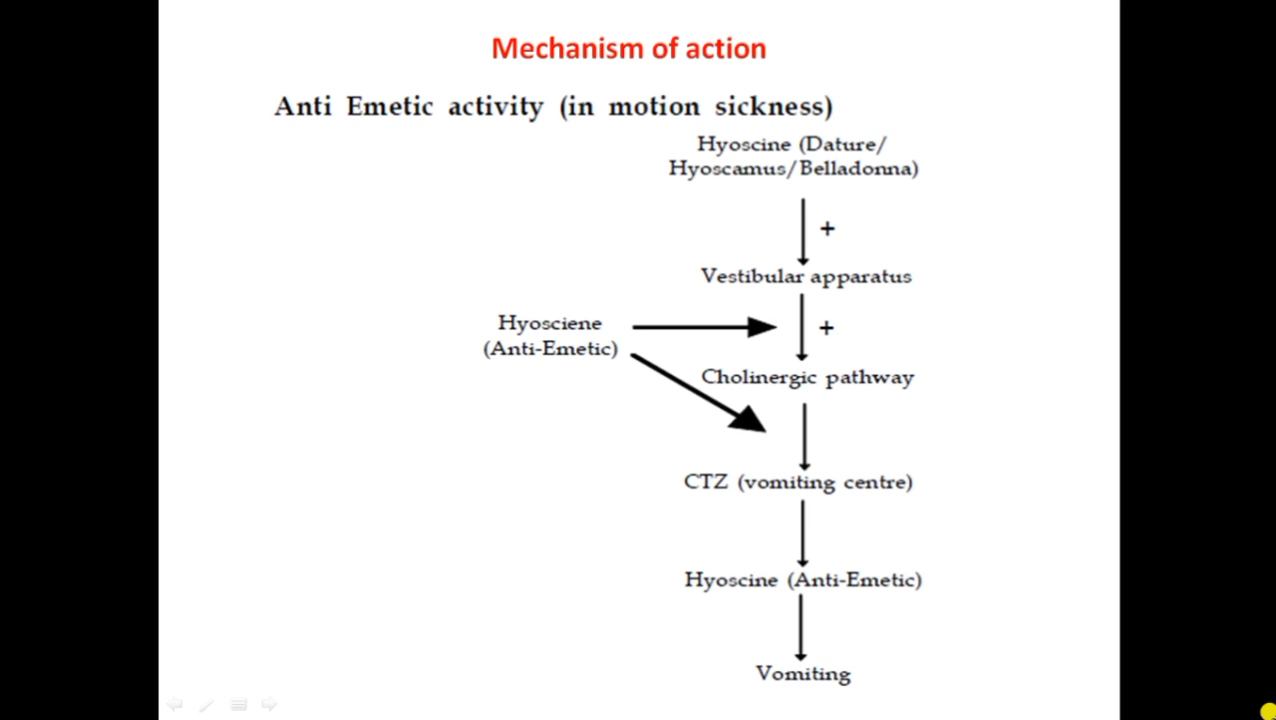 Mechanism of action
Anti Emetic activity (in motion sickness)
Hyoscine (Dature/
Hyoscamus/Belladonna)
+
Vestibular apparatus
Hyosciene
(Anti-Emetic)
+
Cholinergic pathway
CTZ (vomiting centre)
Hyoscine (Anti-Emetic)
Vomiting